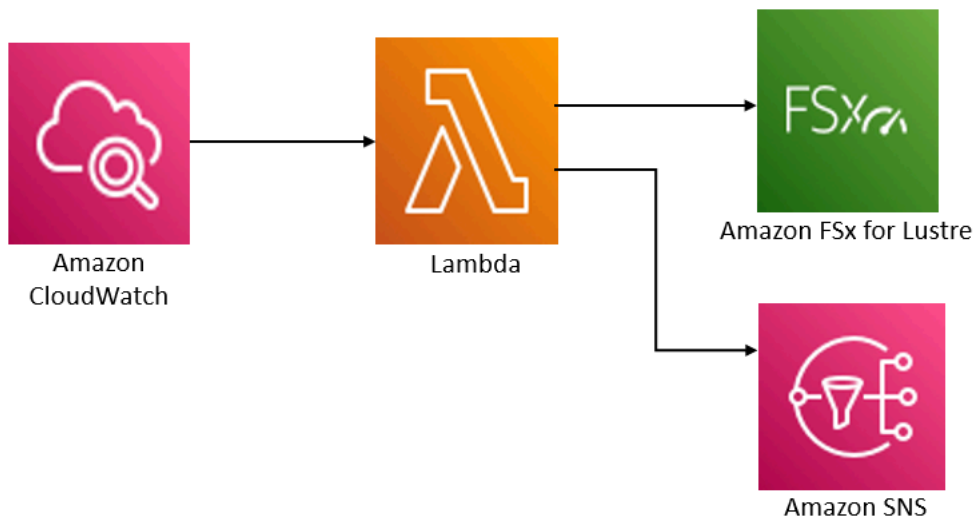 Amazon
CloudWatch
Lambda
FSx
Amazon FSx for Lustre
Amazon SNS